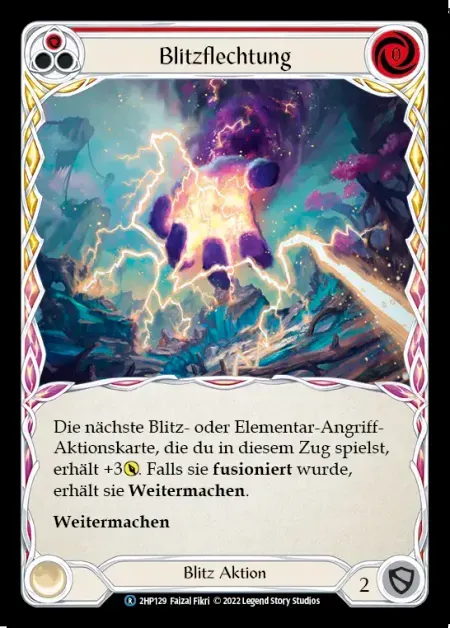 Blitzflechtung
0
Die nächste Blitz- oder Elementar-Angriff-
Aktionskarte, die du in diesem Zug spielst,
erhält +3. Falls sie fusioniert wurde,
erhält sie Weitermachen.
Weitermachen
Blitz Aktion
2
R 2HP129 Faizal Fikri © 2022 Legend Story Studios